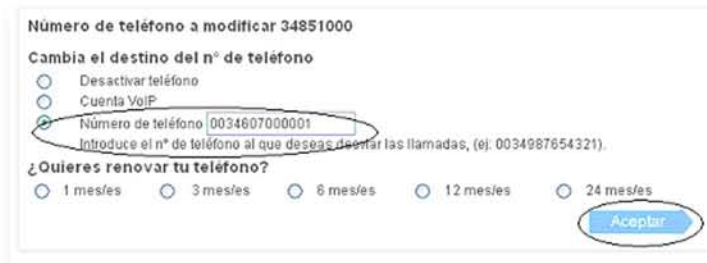 Número de teléfono a modificar 34851000
Cambia el destino del nº de teléfono
Desactivar teléfono
Cuenta VoIP
Número de teléfono 0034607000001
Introduce el nº de teléfono al que deseas desviar las llamadas, (ej: 0034987654321).
¿Quieres renovar tu teléfono?
1 mes/es 3 mes/es 6 mes/es 12 mes/es 24 mes/es
Aceptar